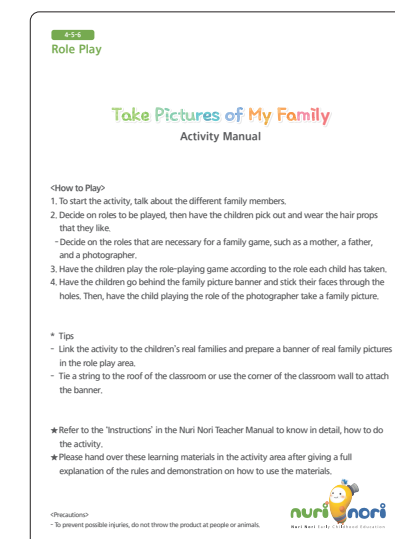 4-5-6
Role Play
Take Pictures of My Family
Activity Manual
<How to Play>
1. To start the activity, talk about the different family members.
2. Decide on roles to be played, then have the children pick out and wear the hair props
that they like.
- Decide on the roles that are necessary for a family game, such as a mother, a father,
and a photographer.
3. Have the children play the role-playing game according to the role each child has taken.
4. Have the children go behind the family picture banner and stick their faces through the
holes. Then, have the child playing the role of the photographer take a family picture.
* Tips
- Link the activity to the children's real families and prepare a banner of real family pictures
in the role play area.
- Tie a string to the roof of the classroom or use the corner of the classroom wall to attach
the banner.
★Refer to the 'Instructions' in the Nuri Nori Teacher Manual to know in detail, how to do
the activity.
★Please hand over these learning materials in the activity area after giving a full
explanation of the rules and demonstration on how to use the materials.
<Precautions>
- To prevent possible injuries, do not throw the product at people or animals.
nuri nori
Nuri Nori Early Childhood Education